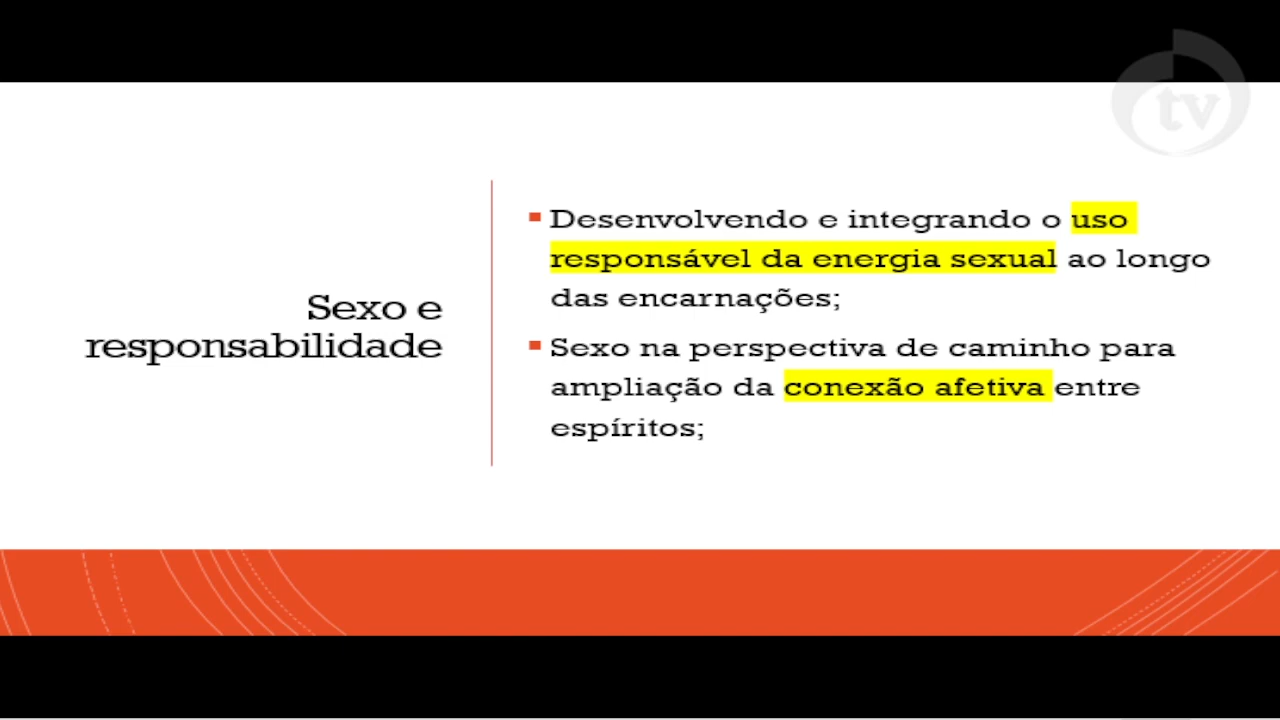 tv
Sexo e
responsabilidade
Desenvolvendo e integrando o uso
responsável da energia sexual ao longo
das encarnações;
Sexo na perspectiva de caminho para
ampliação da conexão afetiva entre
espíritos;